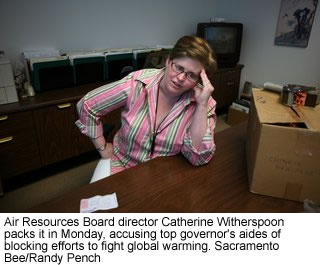 Air Resources Board director Catherine Witherspoon
packs it in Monday, accusing top governor's aides of
blocking efforts to fight global warming. Sacramento
Bee/Randy Pench